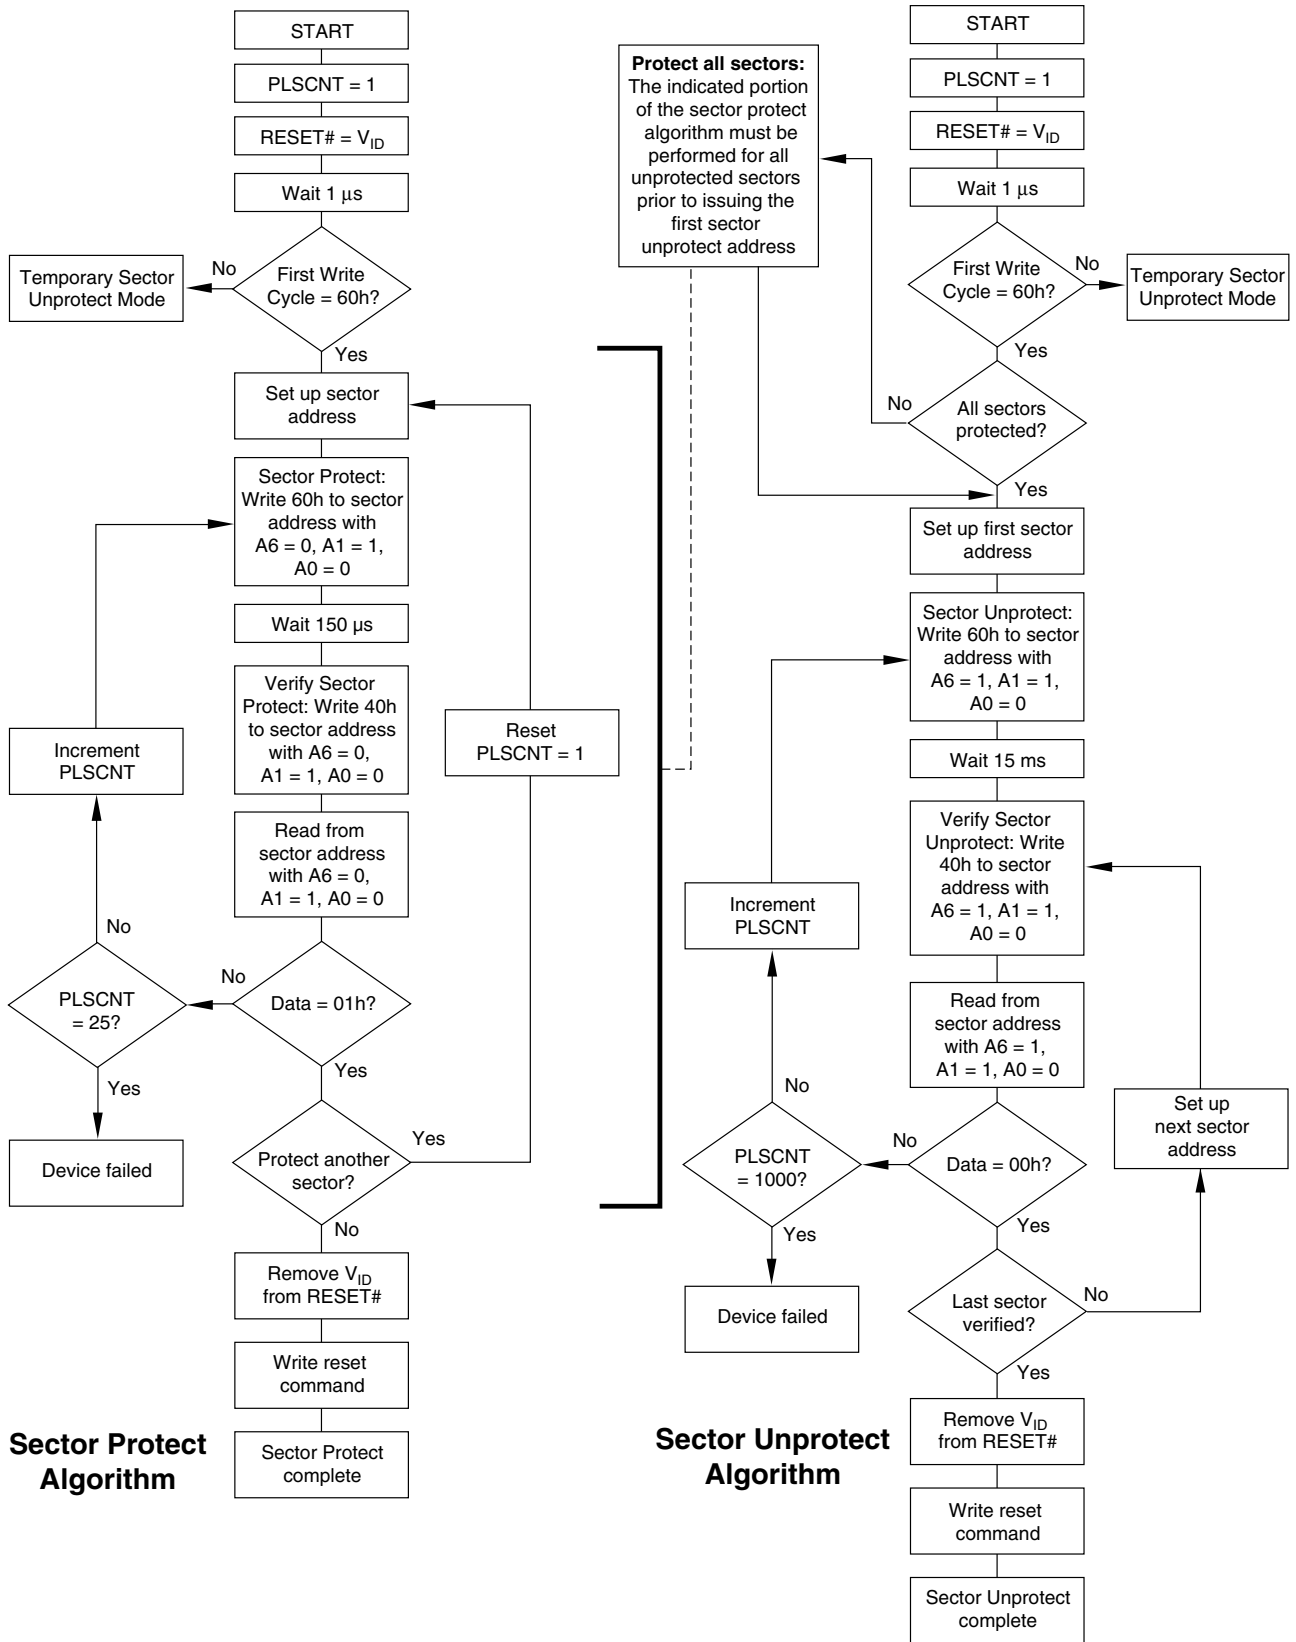 START
PLSCNT = 1
RESET# = VID
Wait 1 μs
First Write
Cycle = 60h?
No
Temporary Sector
Unprotect Mode
Yes
Set up sector
address
Sector Protect:
Write 60h to sector
address with
A6 = 0, A1 = 1,
A0 = 0
Wait 150 μs
Verify Sector
Protect: Write 40h
to sector address
with A6 = 0,
A1 = 1, A0 = 0
Read from
sector address
with A6 = 0,
A1 = 1, A0 = 0
Data = 01h?
No
PLSCNT
= 25?
No
Increment
PLSCNT
Yes
Device failed
Yes
Protect another
sector?
Yes
Reset
PLSCNT = 1
No
Remove VID
from RESET#
Write reset
command
Sector Protect
complete
Sector Protect
Algorithm
Protect all sectors:
The indicated portion
of the sector protect
algorithm must be
performed for all
unprotected sectors
prior to issuing the
first sector
unprotect address
START
PLSCNT = 1
RESET# = VID
Wait 1 μs
First Write
Cycle = 60h?
No
Temporary Sector
Unprotect Mode
Yes
All sectors
protected?
No
Yes
Set up first sector
address
Sector Unprotect:
Write 60h to sector
address with
A6 = 1, A1 = 1,
A0 = 0
Wait 15 ms
Verify Sector
Unprotect: Write
40h to sector
address with
A6 = 1, A1 = 1,
A0 = 0
Read from
sector address
with A6 = 1,
A1 = 1, A0 = 0
Data = 00h?
No
PLSCNT
= 1000?
No
Increment
PLSCNT
Yes
Device failed
Yes
Last sector
verified?
No
Set up
next sector
address
Yes
Remove VID
from RESET#
Write reset
command
Sector Unprotect
complete
Sector Unprotect
Algorithm